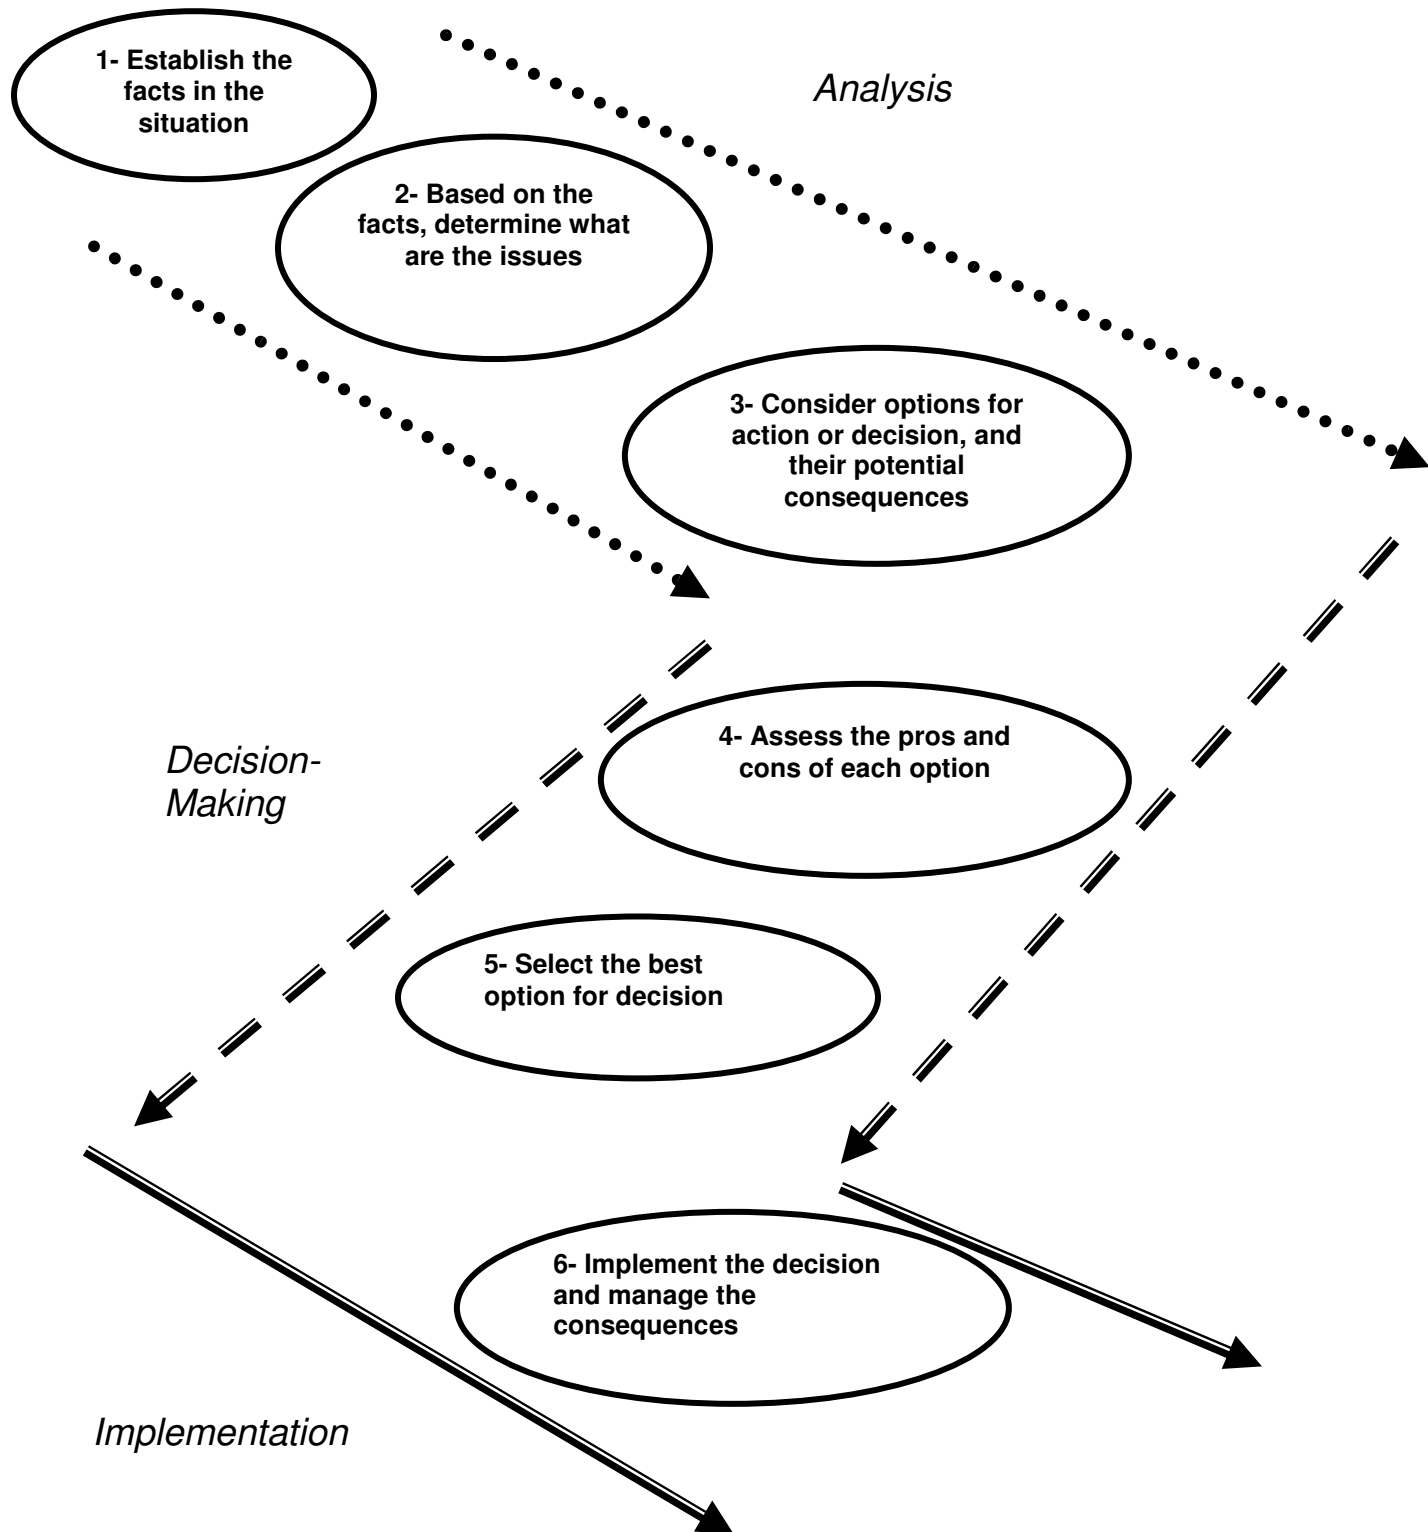 1- Establish the
facts in the
situation
Analysis
2- Based on the
facts, determine what
are the issues
3- Consider options for
action or decision, and
their potential
consequences
4- Assess the pros and
cons of each option
Decision-
Making
5- Select the best
option for decision
6- Implement the decision
and manage the
consequences
Implementation